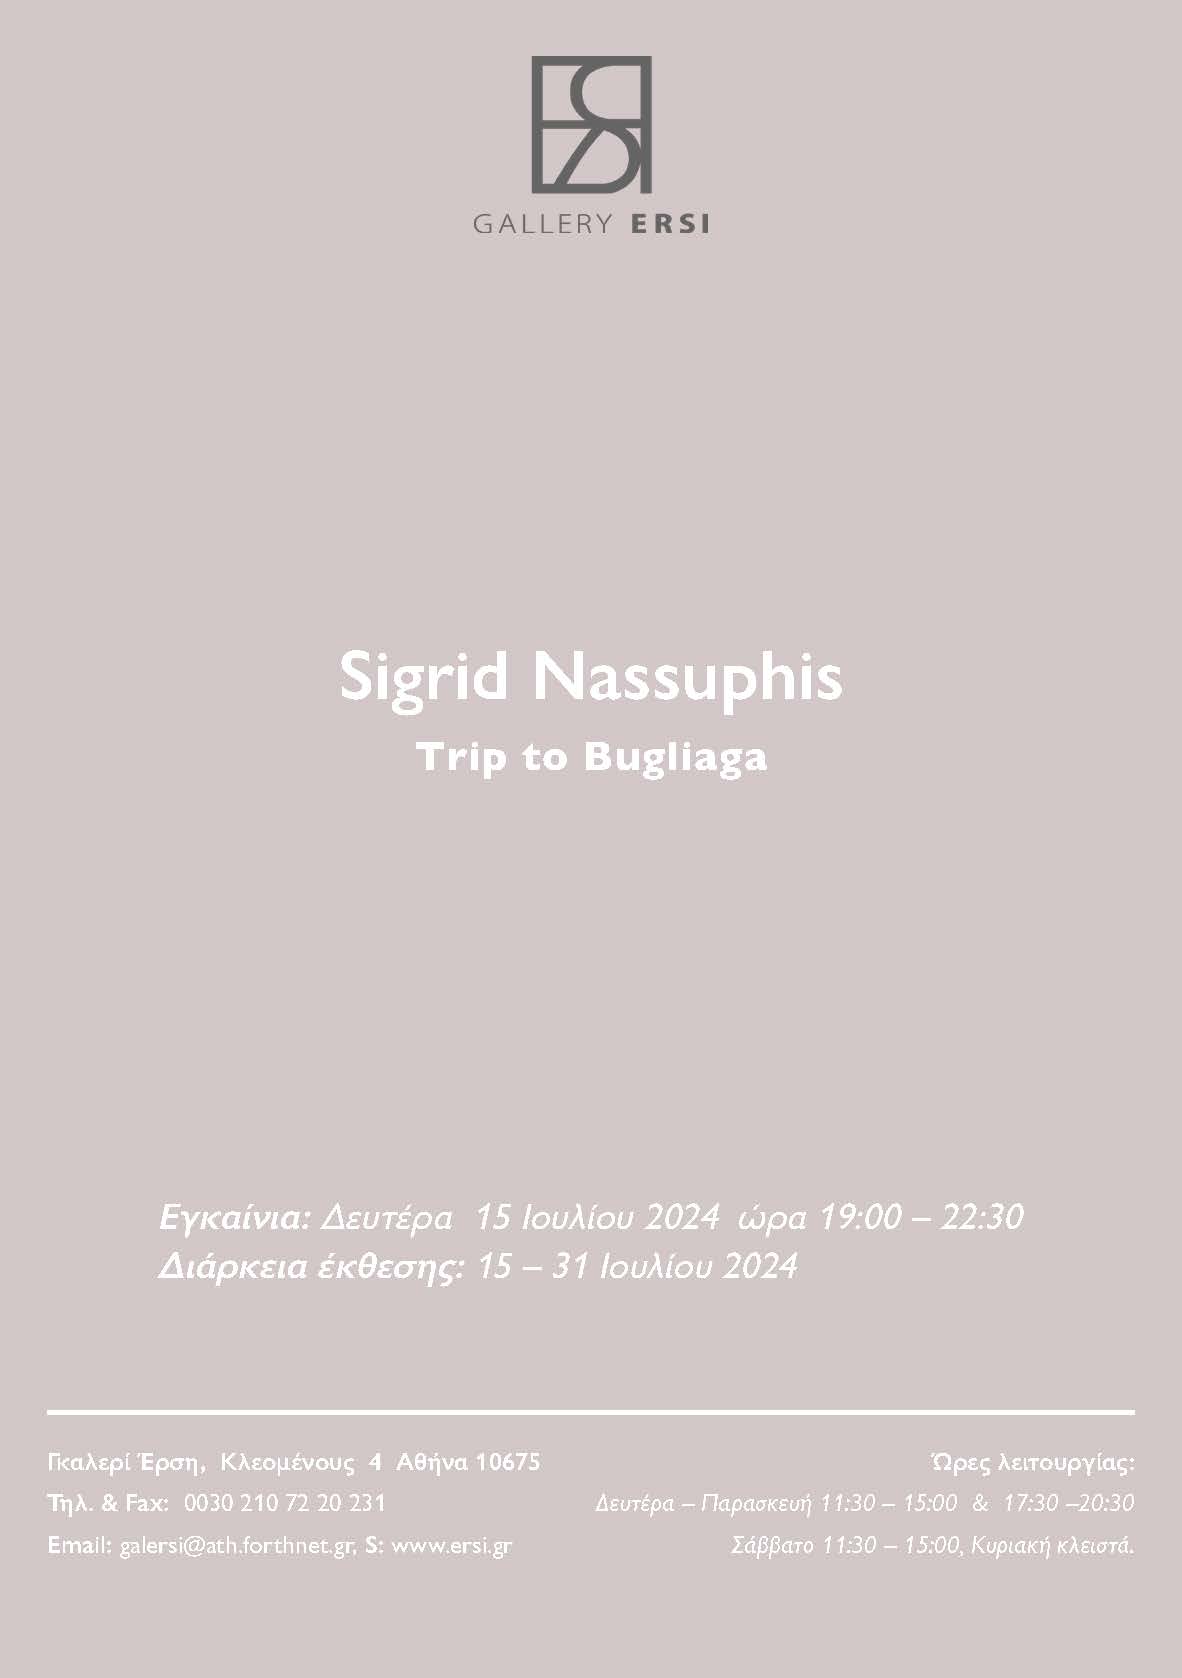 GALLERY ERSI
Sigrid Nassuphis
Trip to Bugliaga
Εγκαίνια: Δευτέρα 15 Ιουλίου 2024 ώρα 19:00 – 22:30
Διάρκεια έκθεσης: 15 – 31 Ιουλίου 2024
Γκαλερί Έρση, Κλεομένους 4 Αθήνα 10675
Τηλ. & Fax: 0030 210 72 20 231
Email: galersi@ath.forthnet.gr, S: www.ersi.gr
Ώρες λειτουργίας:
Δευτέρα – Παρασκευή 11:30 – 15:00 & 17:30 –20:30
Σάββατο 11:30 – 15:00, Κυριακή κλειστά.